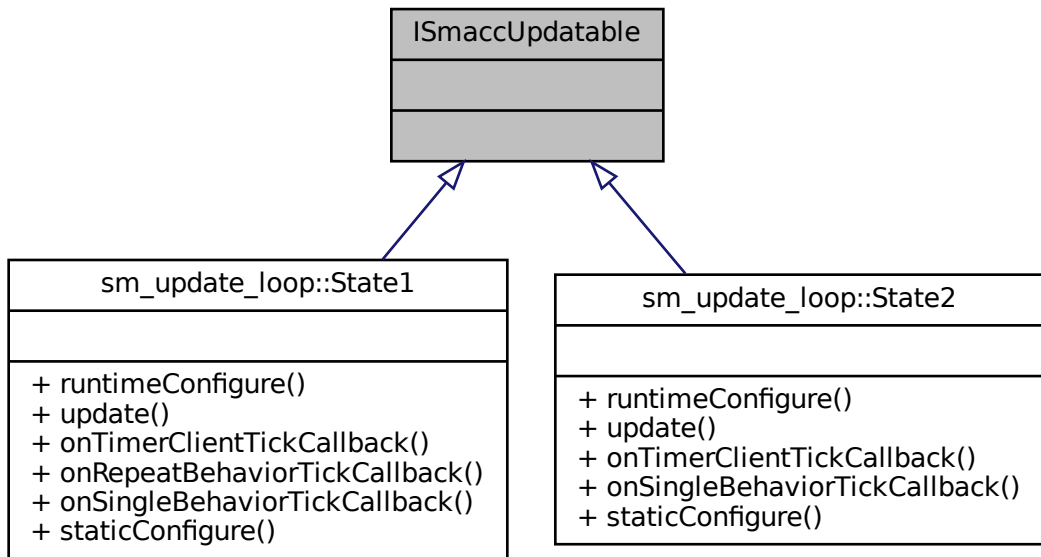 ISmaccUpdatable
sm_update_loop::State1
+ runtimeConfigure()
+ update()
+ onTimerClientTickCallback()
+ onRepeatBehaviorTickCallback()
+ onSingleBehaviorTickCallback()
+ staticConfigure()
sm_update_loop::State2
+ runtimeConfigure()
+ update()
+ onTimerClientTickCallback()
+ onSingleBehaviorTickCallback()
+ staticConfigure()